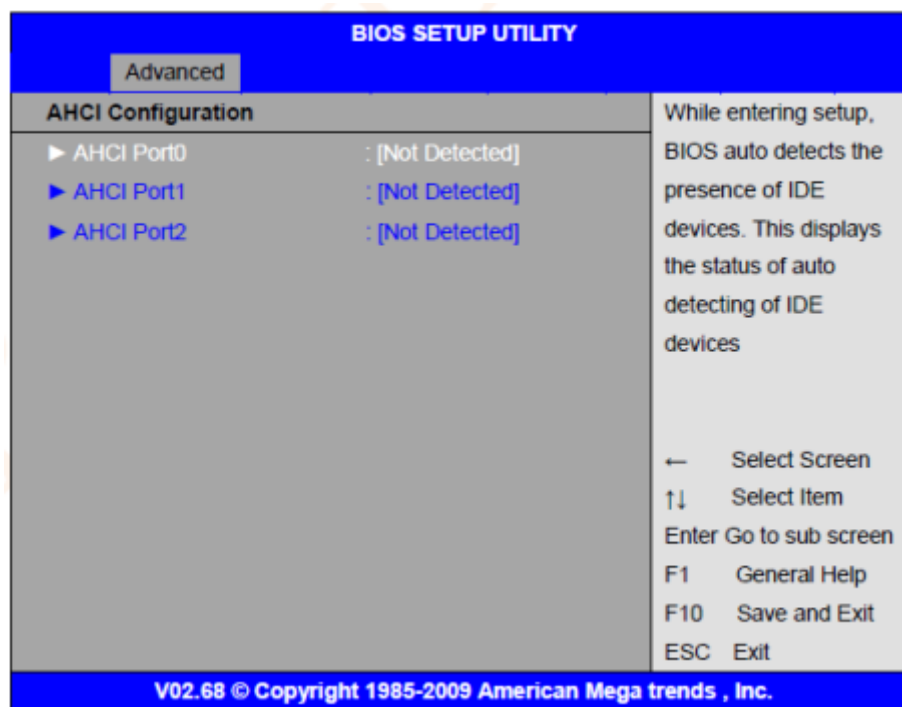 BIOS SETUP UTILITY
Advanced
AHCI Configuration
► AHCI Port0 : [Not Detected]
► AHCI Port1 : [Not Detected]
► AHCI Port2 : [Not Detected]
While entering setup,
BIOS auto detects the
presence of IDE
devices. This displays
the status of auto
detecting of IDE
devices
← Select Screen
↑↓ Select Item
Enter Go to sub screen
F1 General Help
F10 Save and Exit
ESC Exit
V02.68 © Copyright 1985-2009 American Mega trends , Inc.